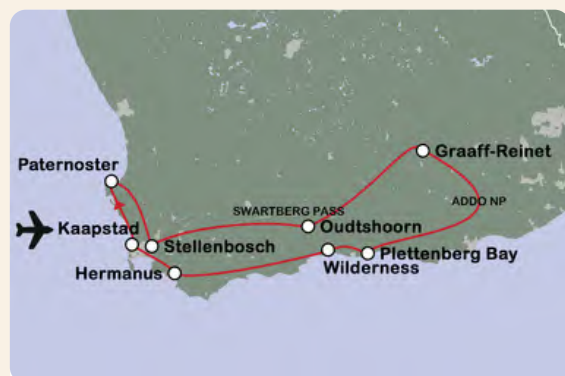 Graaff-Reinet
Paternoster
ADDO NP
SWARTBERG PASS
Oudtshoorn
Kaapstad
Stellenbosch
Plettenberg Bay
Wilderness
Hermanus